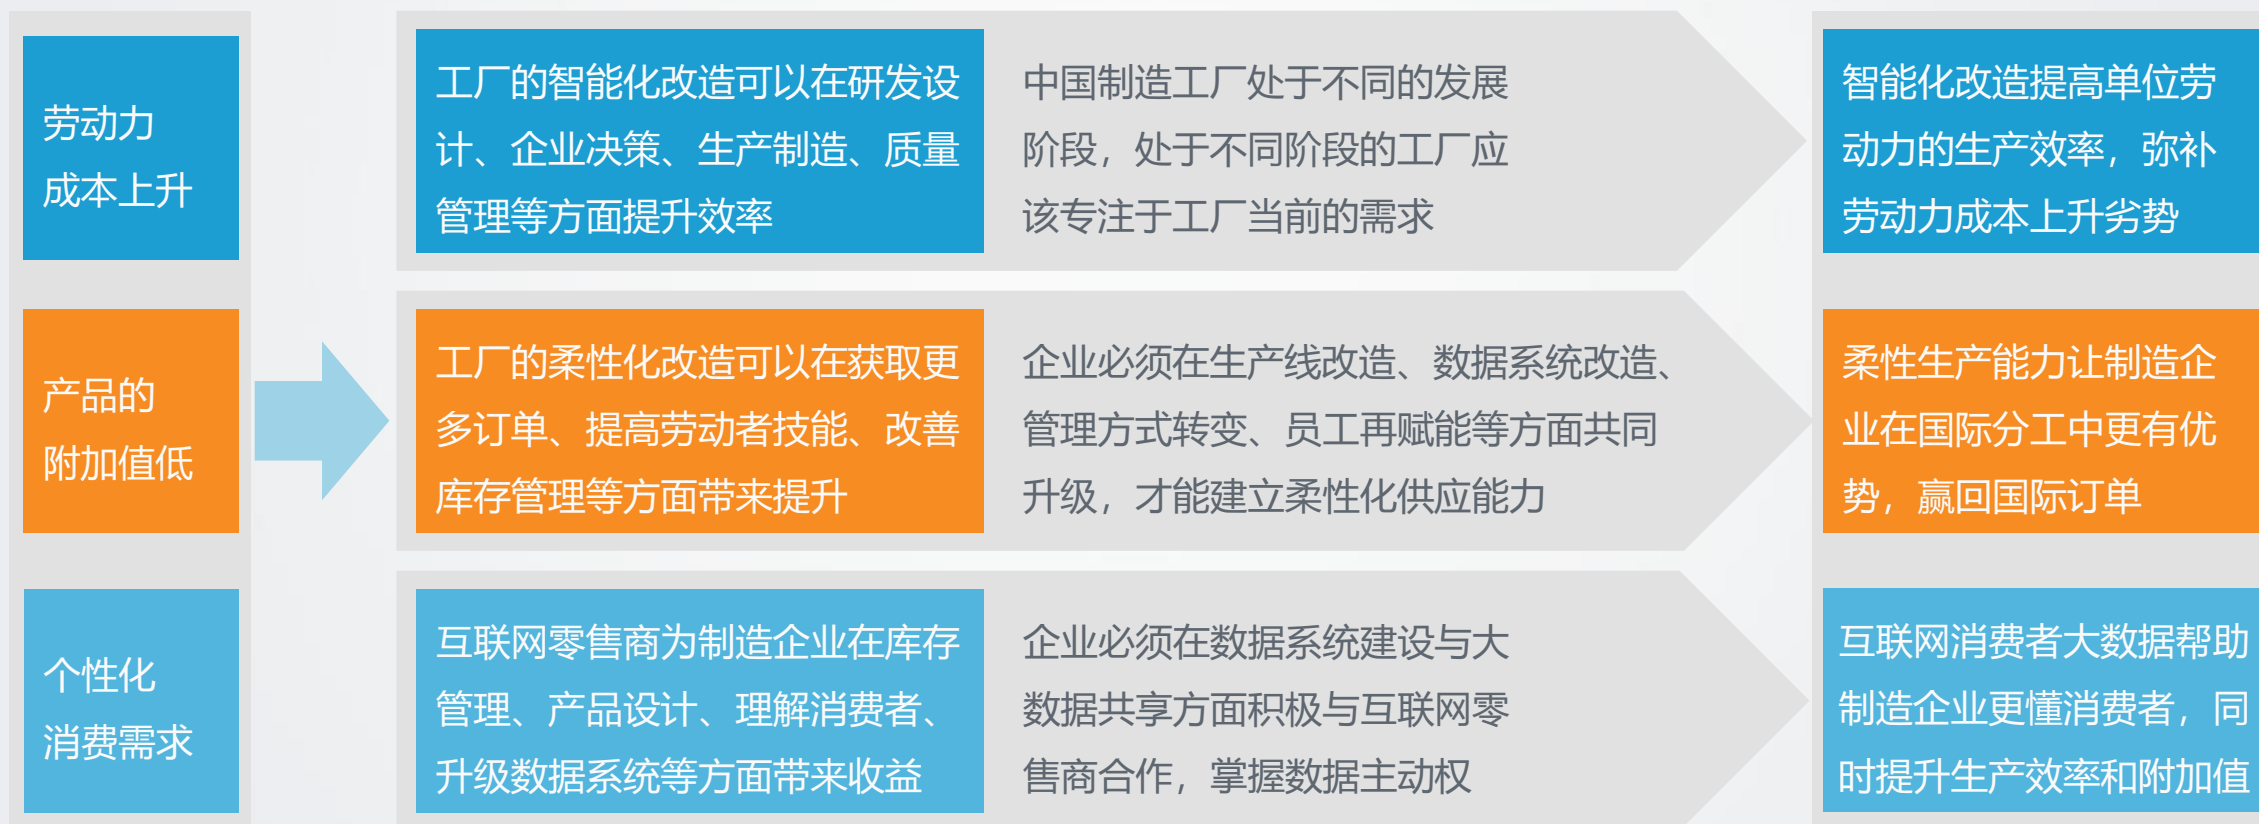 劳动力
成本上升
工厂的智能化改造可以在研发设
计、企业决策、生产制造、质量
管理等方面提升效率
中国制造工厂处于不同的发展
阶段，处于不同阶段的工厂应
该专注于工厂当前的需求
智能化改造提高单位劳
动力的生产效率，弥补
劳动力成本上升劣势
产品的
附加值低
工厂的柔性化改造可以在获取更
多订单、提高劳动者技能、改善
库存管理等方面带来提升
企业必须在生产线改造、数据系统改造、
管理方式转变、员工再赋能等方面共同
升级，才能建立柔性化供应能力
柔性生产能力让制造企
业在国际分工中更有优
势，赢回国际订单
个性化
消费需求
互联网零售商为制造企业在库存
管理、产品设计、理解消费者、
升级数据系统等方面带来收益
企业必须在数据系统建设与大
数据共享方面积极与互联网零
售商合作，掌握数据主动权
互联网消费者大数据帮助
制造企业更懂消费者，同
时提升生产效率和附加值